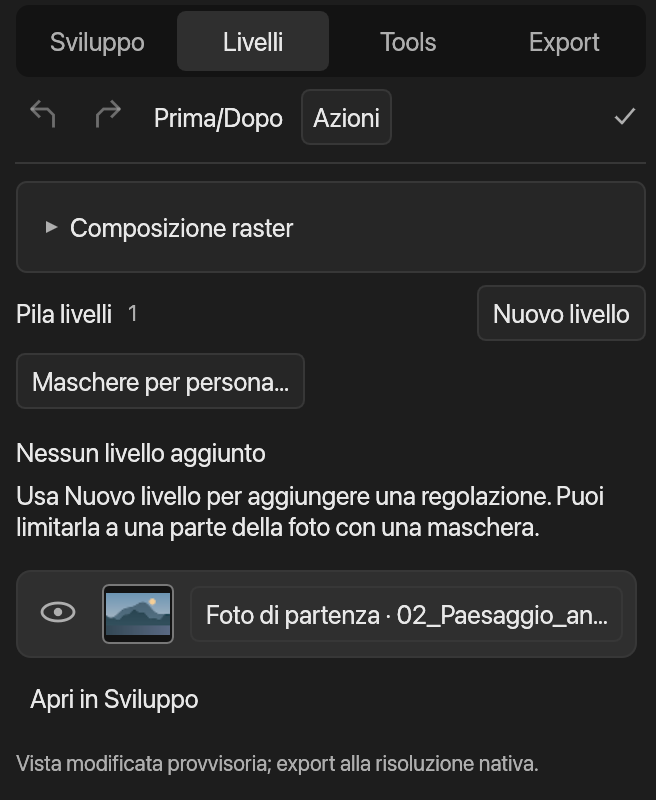 Sviluppo Livelli Tools Export
Prima/Dopo Azioni
Composizione raster
Pila livelli 1 Nuovo livello
Maschere per persona...
Nessun livello aggiunto
Usa Nuovo livello per aggiungere una regolazione. Puoi
limitarla a una parte della foto con una maschera.
Foto di partenza · 02_Paesaggio_an...
Apri in Sviluppo
Vista modificata provvisoria; export alla risoluzione nativa.